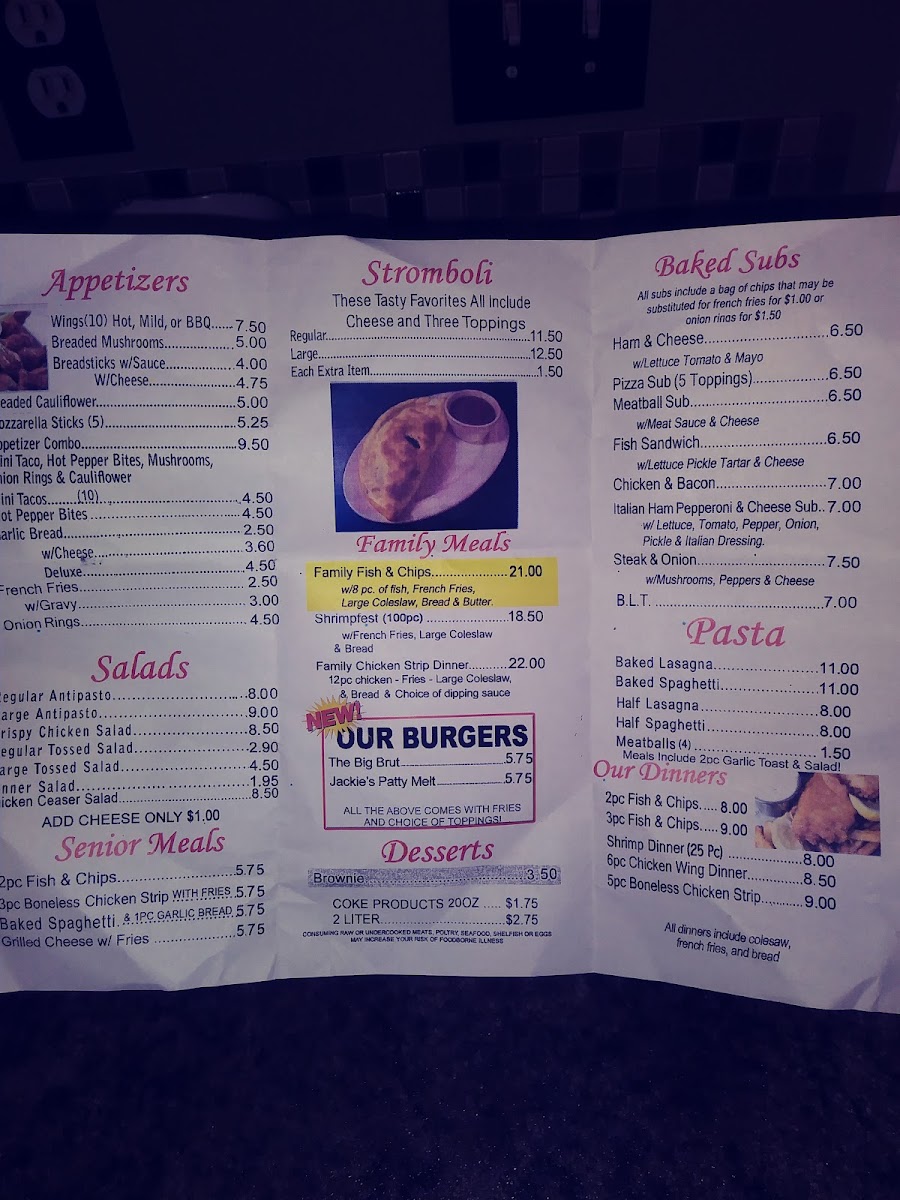 Appetizers
Wings(10) Hot, Mild, or BBQ......7.50
Breaded Mushrooms..................5.00
Breadsticks w/Sauce..................4.00
W/Cheese......................4.75
eaded Cauliflower....................................5.00
ozzarella Sticks (5)...................................5.25
ppetizer Combo........................................9.50
ini Taco, Hot Pepper Bites, Mushrooms,
nion Rings & Cauliflower
ini Tacos.......(10).....................................4.50
ot Pepper Bites........................................4.50
arlic Bread...............................................2.50
w/Cheese.......................................3.60
Deluxe...........................................4.50
French Fries.............................................2.50
w/Gravy..........................................3.00
Onion Rings.............................................4.50
Salads
egular Antipasto...........................8.00
arge Antipasto..............................9.00
rispy Chicken Salad......................8.50
egular Tossed Salad......................2.90
arge Tossed Salad.........................4.50
nner Salad.....................................1.95
icken Ceaser Salad........................8.50
ADD CHEESE ONLY $1.00
Senior Meals
2pc Fish & Chips..........................5.75
3pc Boneless Chicken Strip WITH FRIES 5.75
Baked Spaghetti & 1PC GARLIC BREAD 5.75
Grilled Cheese w/ Fries ..................5.75
Stromboli
These Tasty Favorites All Include
Cheese and Three Toppings
Regular......................................................11.50
Large.........................................................12.50
Each Extra Item..........................................1.50
Family Meals
Family Fish & Chips......................21.00
w/8 pc. of fish, French Fries,
Large Coleslaw, Bread & Butter.
Shrimpfest (100pc) ........................18.50
w/French Fries, Large Coleslaw
& Bread
Family Chicken Strip Dinner...........22.00
12pc chicken - Fries - Large Coleslaw,
& Bread & Choice of dipping sauce
NEW!
OUR BURGERS
The Big Brut..........................5.75
Jackie's Patty Melt.................5.75
ALL THE ABOVE COMES WITH FRIES
AND CHOICE OF TOPPINGS!
Desserts
Brownie........................................3.50
COKE PRODUCTS 20OZ ..... $1.75
2 LITER....................................$2.75
CONSUMING RAW OR UNDERCOOKED MEATS, POLTRY, SEAFOOD, SHELFISH OR EGGS
MAY INCREASE YOUR RISK OF FOODBORNE ILLNESS
Baked Subs
All subs include a bag of chips that may be
substituted for french fries for $1.00 or
onion rings for $1.50
Ham & Cheese..............................6.50
w/Lettuce Tomato & Mayo
Pizza Sub (5 Toppings)..................6.50
Meatball Sub.................................6.50
w/Meat Sauce & Cheese
Fish Sandwich...............................6.50
w/Lettuce Pickle Tartar & Cheese
Chicken & Bacon...........................7.00
Italian Ham Pepperoni & Cheese Sub..7.00
w/ Lettuce, Tomato, Pepper, Onion,
Pickle & Italian Dressing.
Steak & Onion...............................7.50
w/Mushrooms, Peppers & Cheese
B.L.T. ..........................................7.00
Pasta
Baked Lasagna...........................11.00
Baked Spaghetti.........................11.00
Half Lasagna..............................8.00
Half Spaghetti.............................8.00
Meatballs (4) ..............................1.50
Meals Include 2pc Garlic Toast & Salad!
Our Dinners
2pc Fish & Chips..... 8.00
3pc Fish & Chips..... 9.00
Shrimp Dinner (25 Pc) ................8.00
6pc Chicken Wing Dinner..............8.50
5pc Boneless Chicken Strip...........9.00
All dinners include colesaw,
french fries, and bread